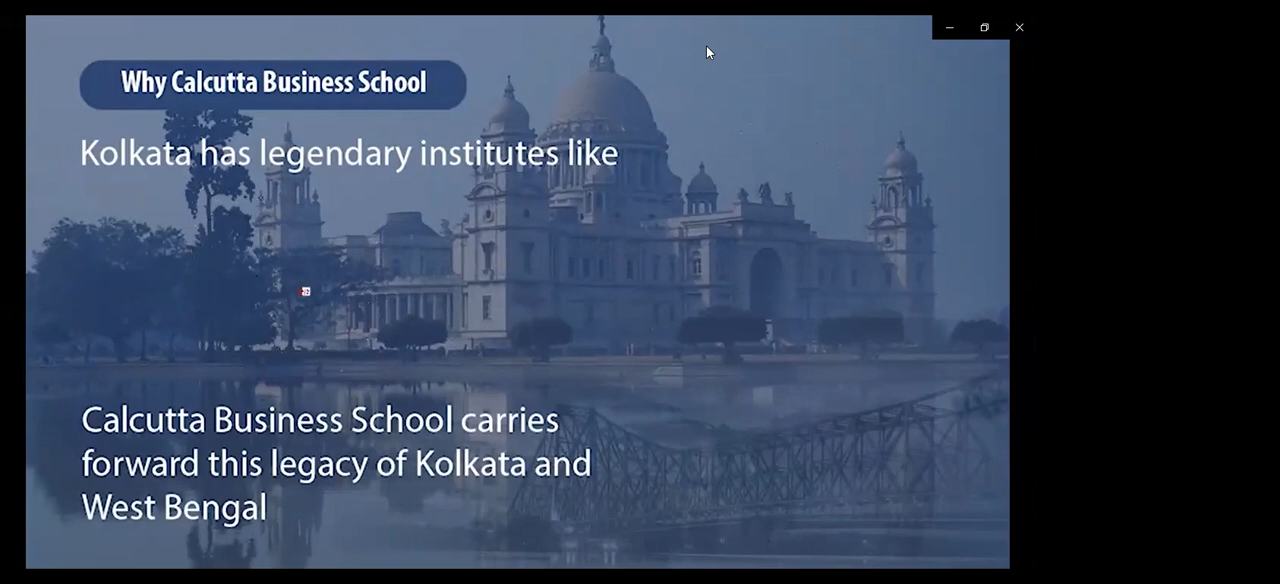 Why Calcutta Business School
Kolkata has legendary institutes like
Calcutta Business School carries
forward this legacy of Kolkata and
West Bengal